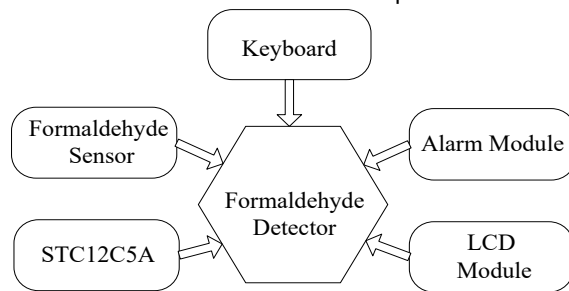 Keyboard
Formaldehyde
Sensor
Alarm Module
Formaldehyde
Detector
STC12C5A
LCD
Module